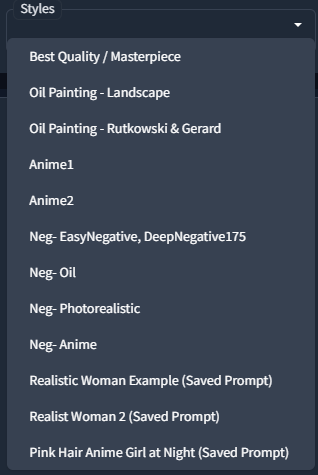 Styles
Best Quality / Masterpiece
Oil Painting - Landscape
Oil Painting - Rutkowski & Gerard
Anime1
Anime2
Neg- EasyNegative, DeepNegative175
Neg- Oil
Neg- Photorealistic
Neg- Anime
Realistic Woman Example (Saved Prompt)
Realist Woman 2 (Saved Prompt)
Pink Hair Anime Girl at Night (Saved Prompt)